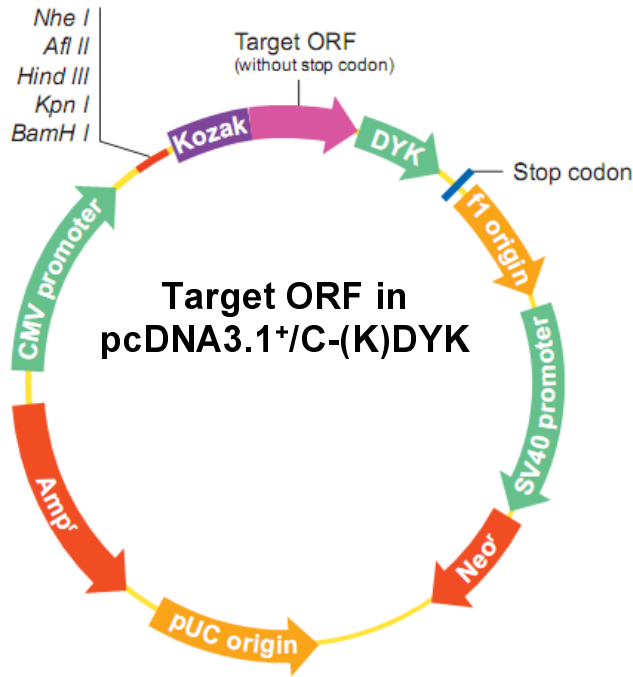 Nhe I
Afl II
Hind III
Kpn I
BamH I
Target ORF
(without stop codon)
Kozak
DYK
Stop codon
f1 origin
CMV promoter
Target ORF in
pcDNA3.1⁺/C-(K)DYK
SV40 promoter
Ampʳ
Neoʳ
pUC origin